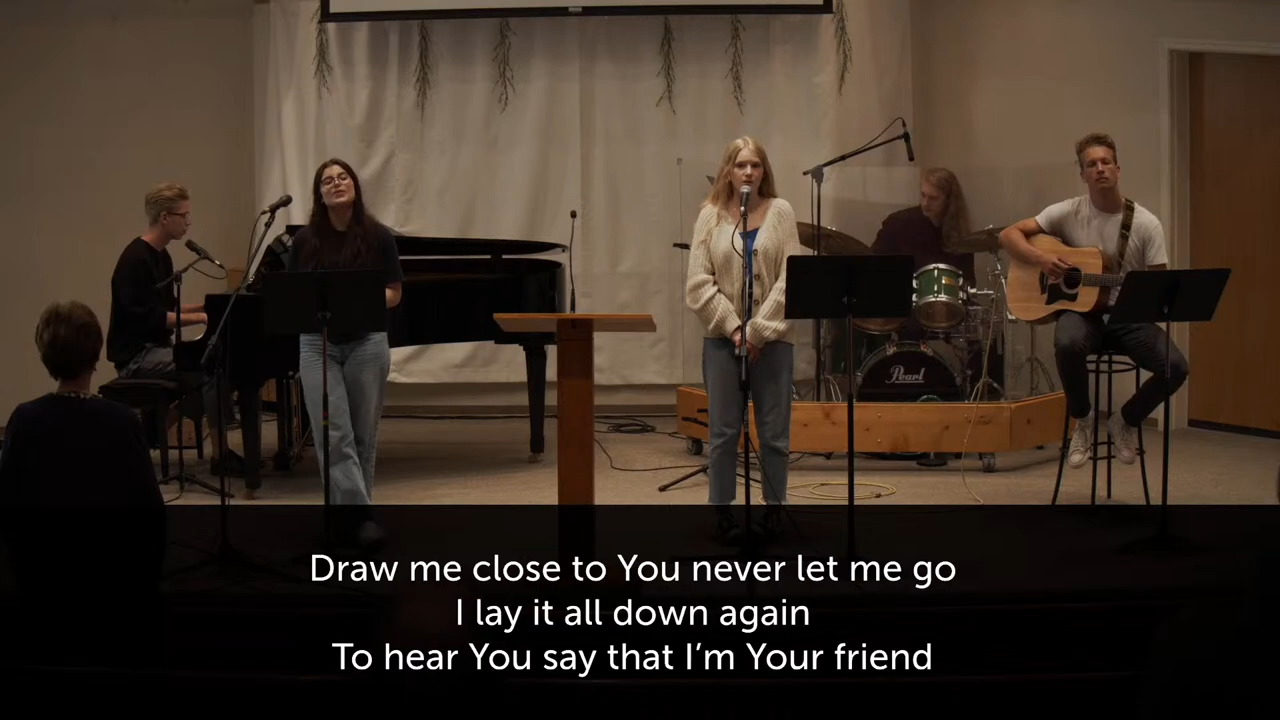 Pearl
Draw me close to You never let me go
I lay it all down again
To hear You say that I’m Your friend